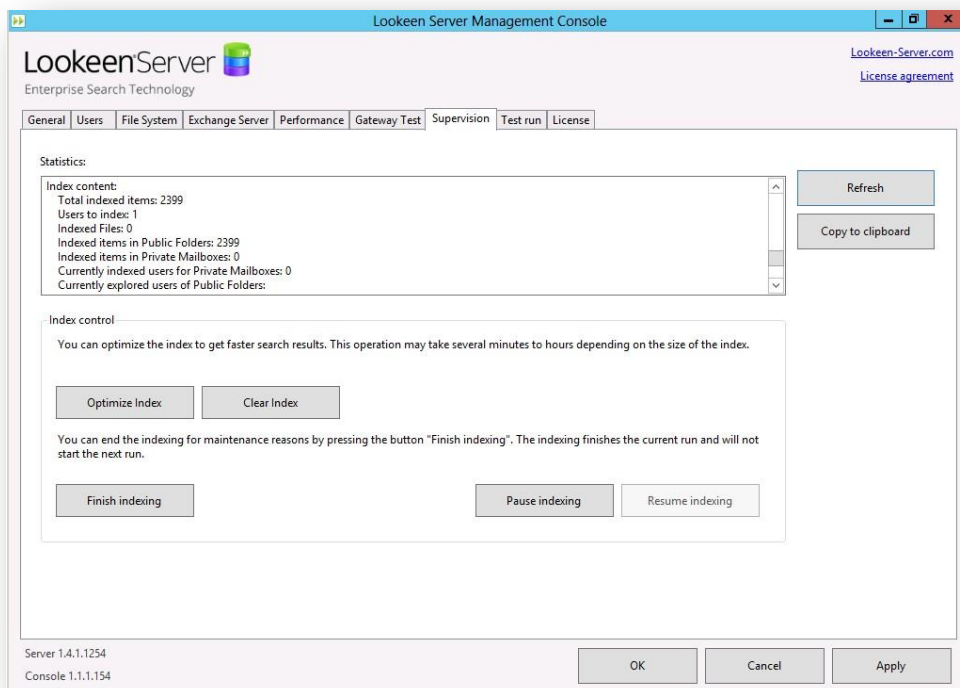 Lookeen Server Management Console
Lookeen Server
Enterprise Search Technology
Lookeen-Server.com
License agreement
General Users File System Exchange Server Performance Gateway Test Supervision Test run License
Statistics:
Index content:
Total indexed items: 2399
Users to index: 1
Indexed Files: 0
Indexed items in Public Folders: 2399
Indexed items in Private Mailboxes: 0
Currently indexed users for Private Mailboxes: 0
Currently explored users of Public Folders:
Refresh
Copy to clipboard
Index control
You can optimize the index to get faster search results. This operation may take several minutes to hours depending on the size of the index.
Optimize Index Clear Index
You can end the indexing for maintenance reasons by pressing the button "Finish indexing". The indexing finishes the current run and will not
start the next run.
Finish indexing Pause indexing Resume indexing
Server 1.4.1.1254
Console 1.1.1.154
OK Cancel Apply